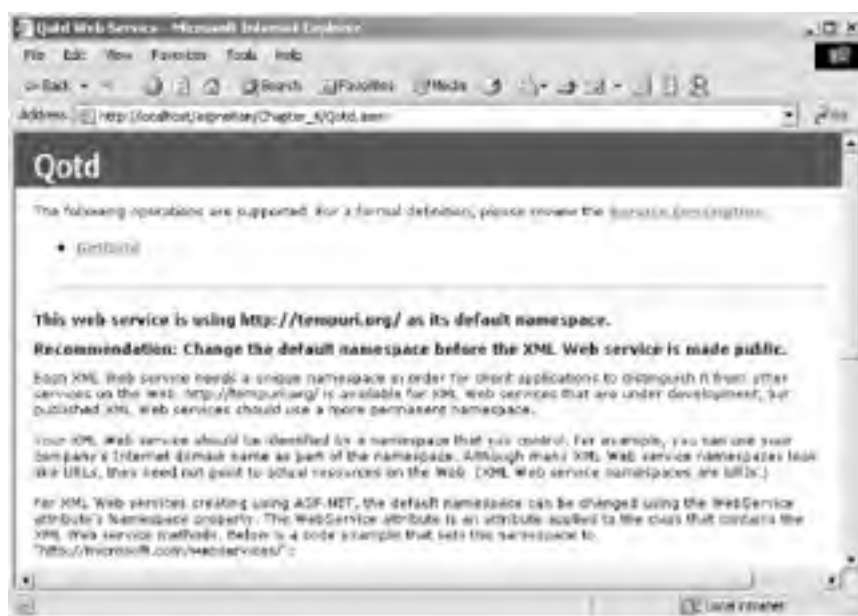 Qotd Web Service - Microsoft Internet Explorer
File Edit View Favorites Tools Help
Back Search Favorites Media
Address http://localhost/aspnetian/Chapter_6/Qotd.asmx Go
Qotd
The following operations are supported. For a formal definition, please review the Service Description.
• GetQotd
This web service is using http://tempuri.org/ as its default namespace.
Recommendation: Change the default namespace before the XML Web service is made public.
Each XML Web service needs a unique namespace in order for client applications to distinguish it from other
services on the Web. http://tempuri.org/ is available for XML Web services that are under development, but
published XML Web services should use a more permanent namespace.
Your XML Web service should be identified by a namespace that you control. For example, you can use your
company's Internet domain name as part of the namespace. Although many XML Web service namespaces look
like URLs, they need not point to actual resources on the Web. (XML Web service namespaces are URIs.)
For XML Web services creating using ASP.NET, the default namespace can be changed using the WebService
attribute's Namespace property. The WebService attribute is an attribute applied to the class that contains the
XML Web service methods. Below is a code example that sets the namespace to
"http://microsoft.com/webservices/":
Local intranet